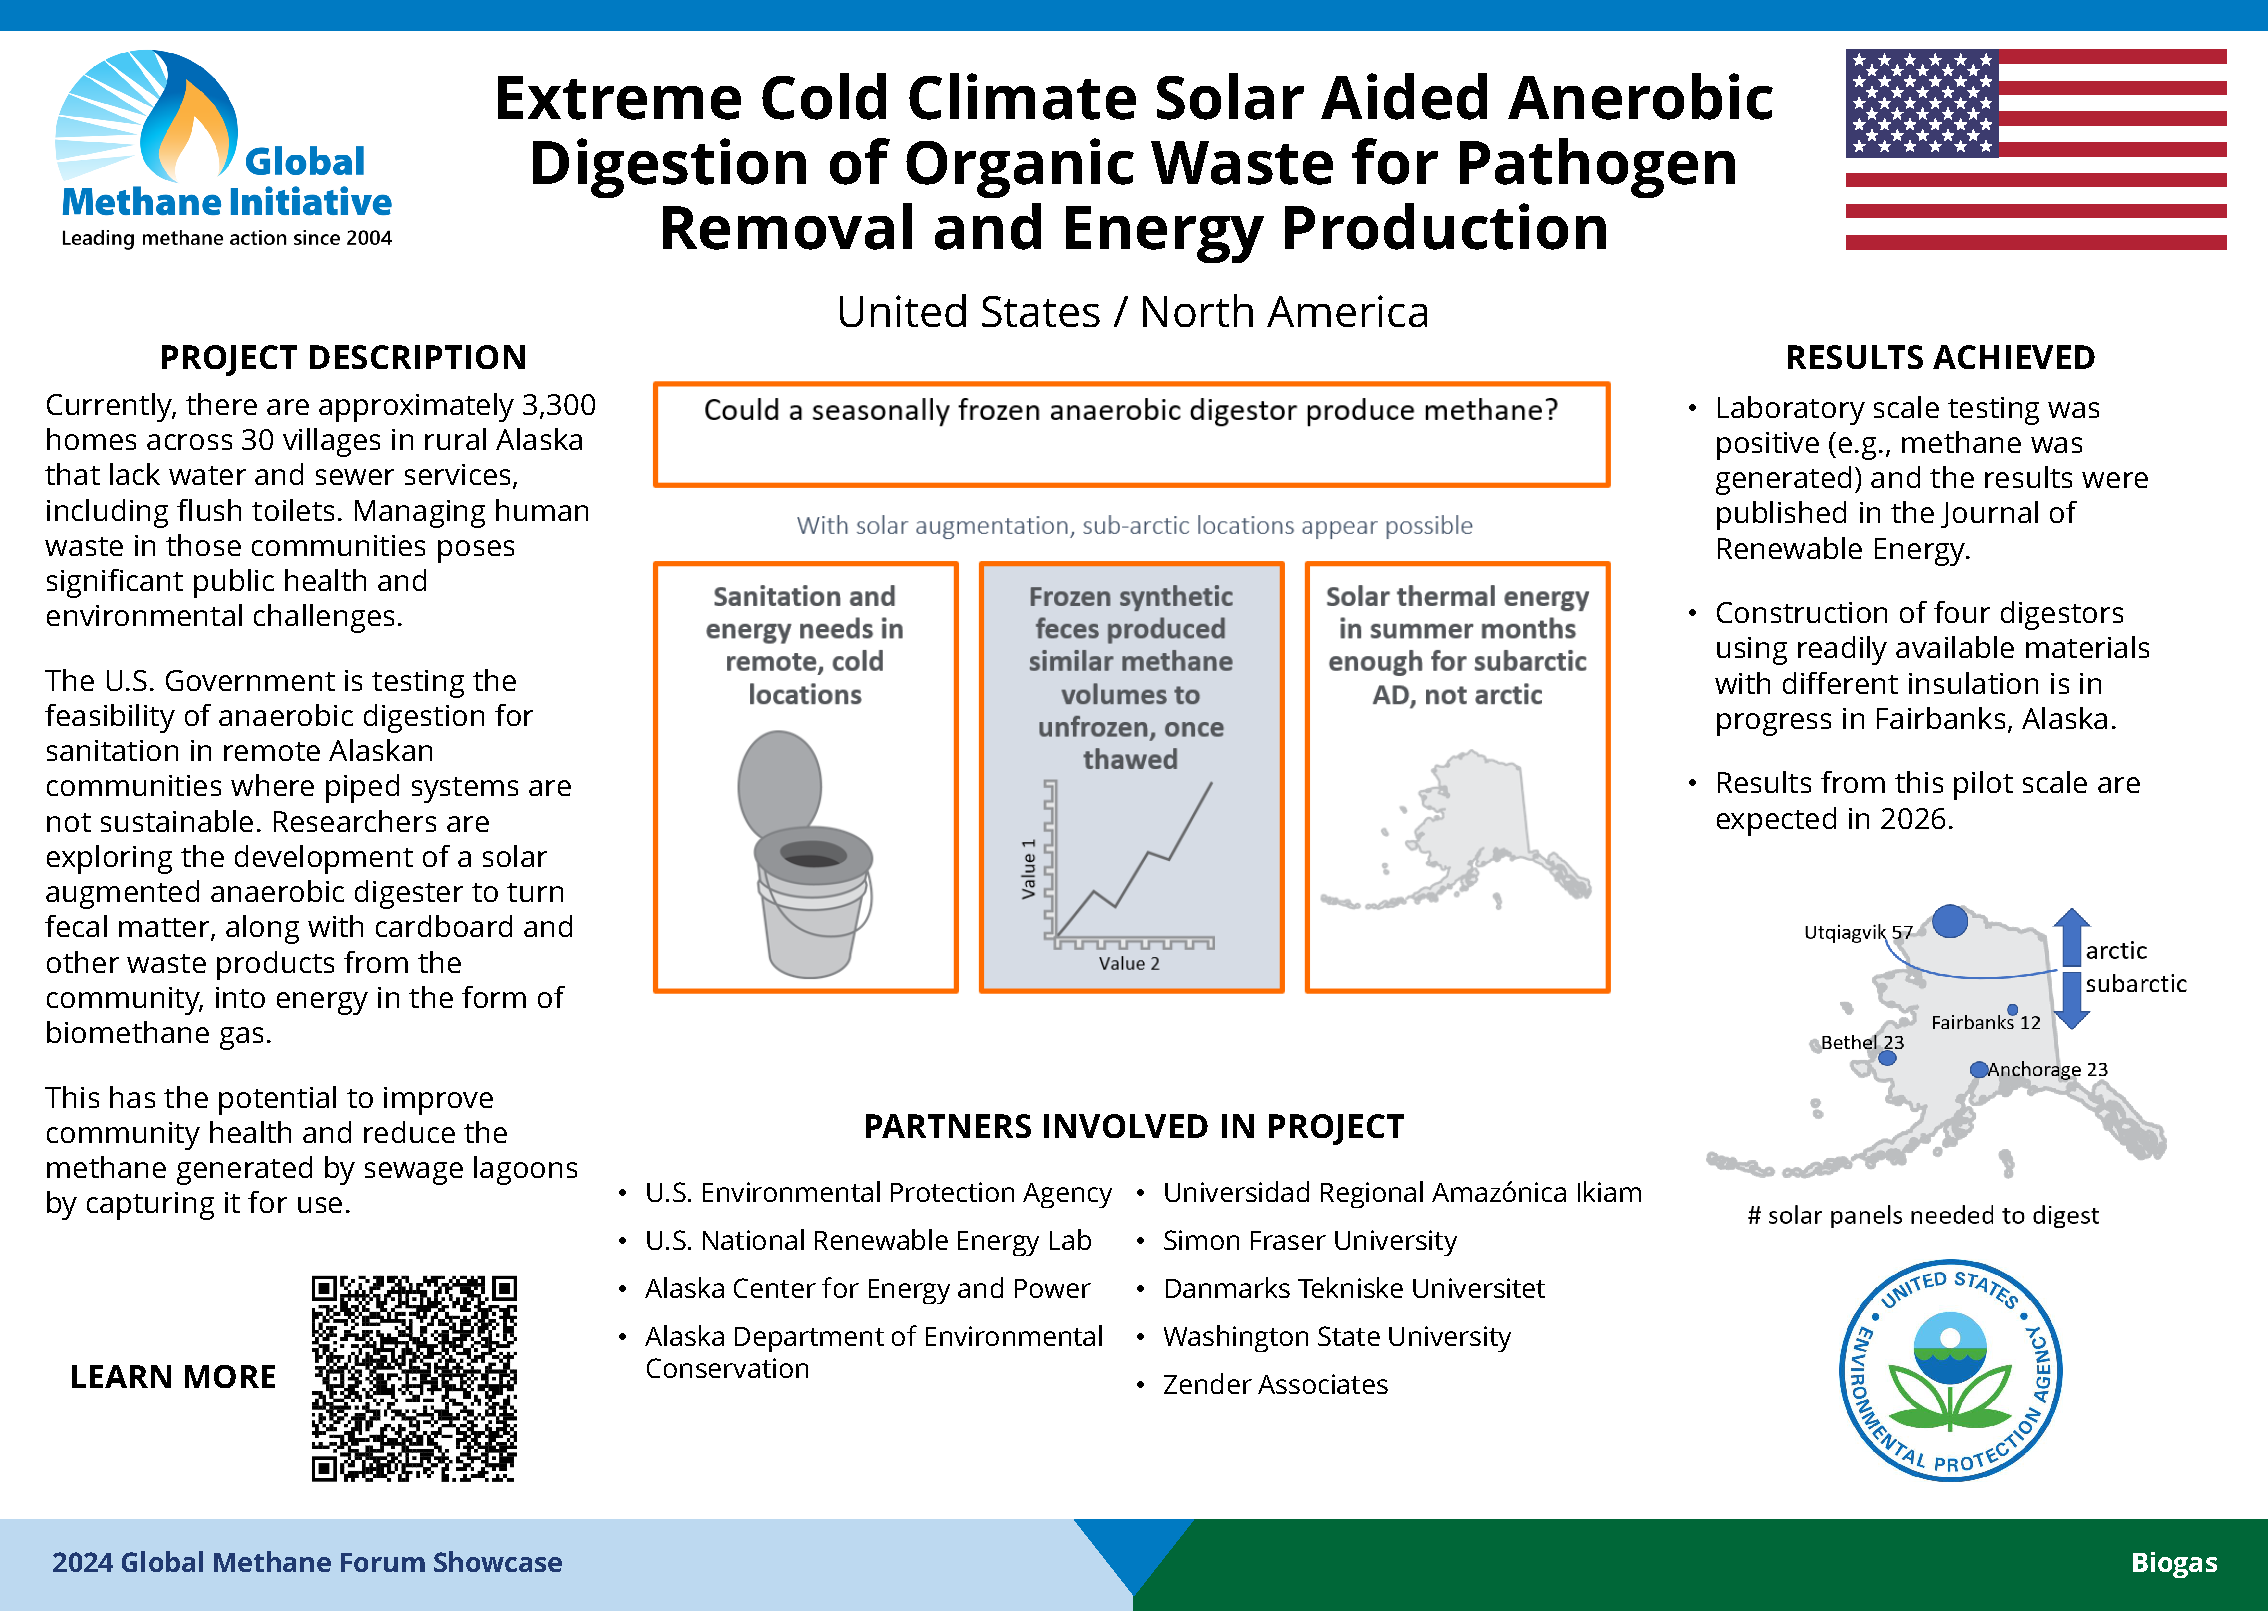 Global
Methane Initiative
Leading methane action since 2004
Extreme Cold Climate Solar Aided Anerobic
Digestion of Organic Waste for Pathogen
Removal and Energy Production
United States / North America
PROJECT DESCRIPTION
Currently, there are approximately 3,300
homes across 30 villages in rural Alaska
that lack water and sewer services,
including flush toilets. Managing human
waste in those communities poses
significant public health and
environmental challenges.
The U.S. Government is testing the
feasibility of anaerobic digestion for
sanitation in remote Alaskan
communities where piped systems are
not sustainable. Researchers are
exploring the development of a solar
augmented anaerobic digester to turn
fecal matter, along with cardboard and
other waste products from the
community, into energy in the form of
biomethane gas.
This has the potential to improve
community health and reduce the
methane generated by sewage lagoons
by capturing it for use.
LEARN MORE
Could a seasonally frozen anaerobic digestor produce methane?
With solar augmentation, sub-arctic locations appear possible
Sanitation and
energy needs in
remote, cold
locations
Frozen synthetic
feces produced
similar methane
volumes to
unfrozen, once
thawed
Value 1
Value 2
Solar thermal energy
in summer months
enough for subarctic
AD, not arctic
PARTNERS INVOLVED IN PROJECT
• U.S. Environmental Protection Agency
• U.S. National Renewable Energy Lab
• Alaska Center for Energy and Power
• Alaska Department of Environmental
Conservation
• Universidad Regional Amazónica Ikiam
• Simon Fraser University
• Danmarks Tekniske Universitet
• Washington State University
• Zender Associates
RESULTS ACHIEVED
• Laboratory scale testing was
positive (e.g., methane was
generated) and the results were
published in the Journal of
Renewable Energy.
• Construction of four digestors
using readily available materials
with different insulation is in
progress in Fairbanks, Alaska.
• Results from this pilot scale are
expected in 2026.
Utqiagvik 57
arctic
subarctic
Fairbanks 12
Bethel 23
Anchorage 23
# solar panels needed to digest
• UNITED STATES •
ENVIRONMENTAL PROTECTION AGENCY
2024 Global Methane Forum Showcase
Biogas